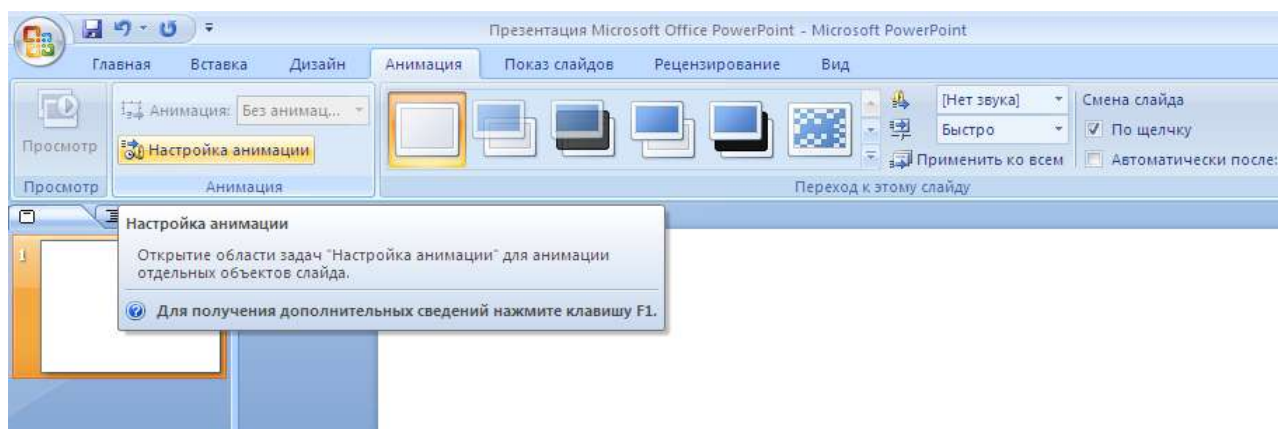 Презентация Microsoft Office PowerPoint - Microsoft PowerPoint
Главная Вставка Дизайн Анимация Показ слайдов Рецензирование Вид
Просмотр
Анимация: Без анимац...
Настройка анимации
[Нет звука]
Быстро
Применить ко всем
Смена слайда
По щелчку
Автоматически после:
Просмотр Анимация Переход к этому слайду
Настройка анимации
Открытие области задач "Настройка анимации" для анимации
отдельных объектов слайда.
Для получения дополнительных сведений нажмите клавишу F1.
1